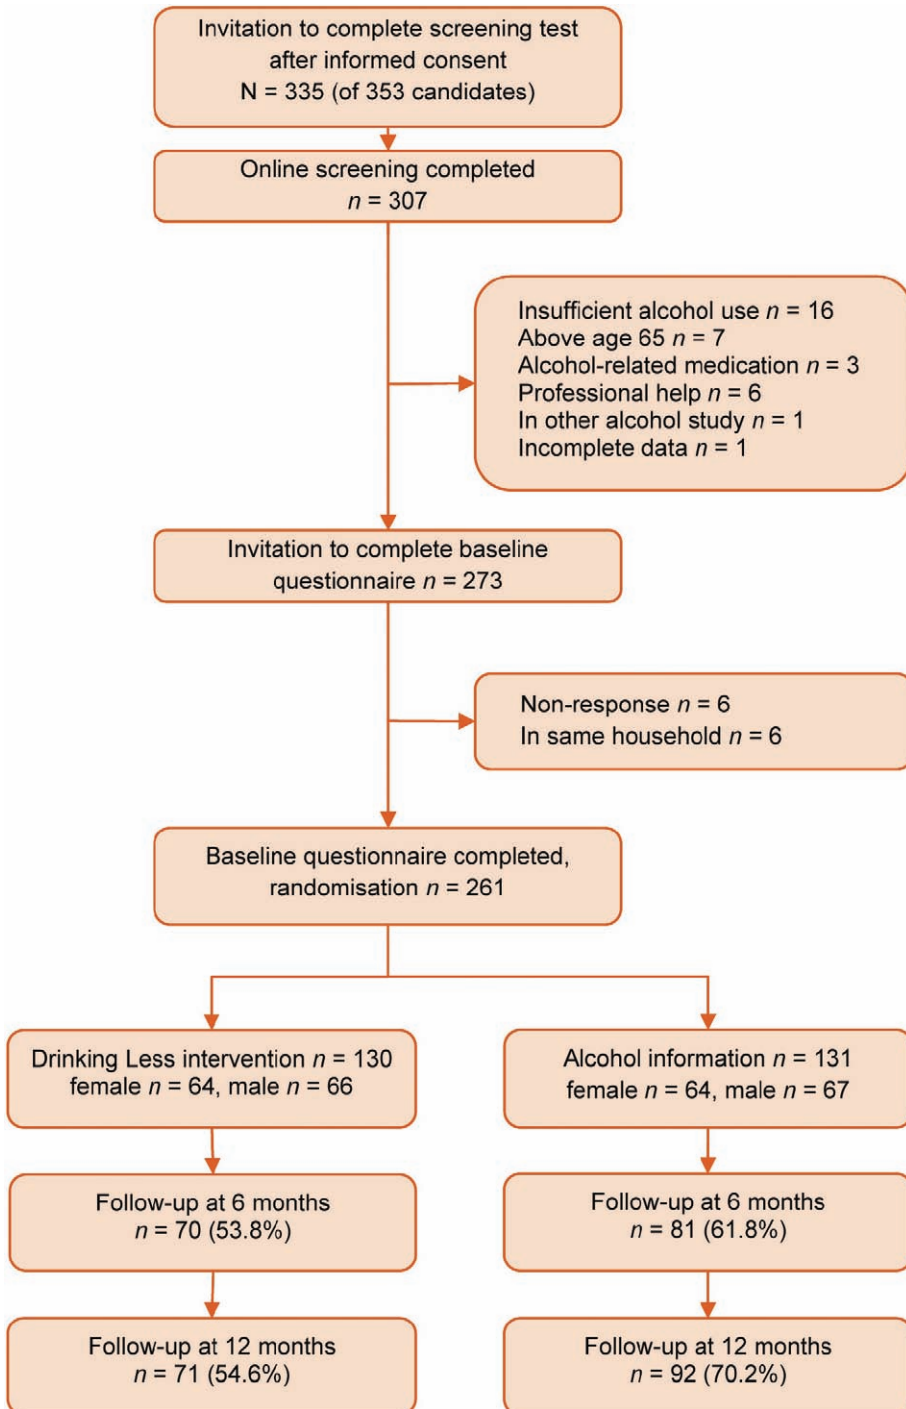 Invitation to complete screening test
after informed consent
N = 335 (of 353 candidates)
Online screening completed
n = 307
Insufficient alcohol use n = 16
Above age 65 n = 7
Alcohol-related medication n = 3
Professional help n = 6
In other alcohol study n = 1
Incomplete data n = 1
Invitation to complete baseline
questionnaire n = 273
Non-response n = 6
In same household n = 6
Baseline questionnaire completed,
randomisation n = 261
Drinking Less intervention n = 130
female n = 64, male n = 66
Alcohol information n = 131
female n = 64, male n = 67
Follow-up at 6 months
n = 70 (53.8%)
Follow-up at 6 months
n = 81 (61.8%)
Follow-up at 12 months
n = 71 (54.6%)
Follow-up at 12 months
n = 92 (70.2%)